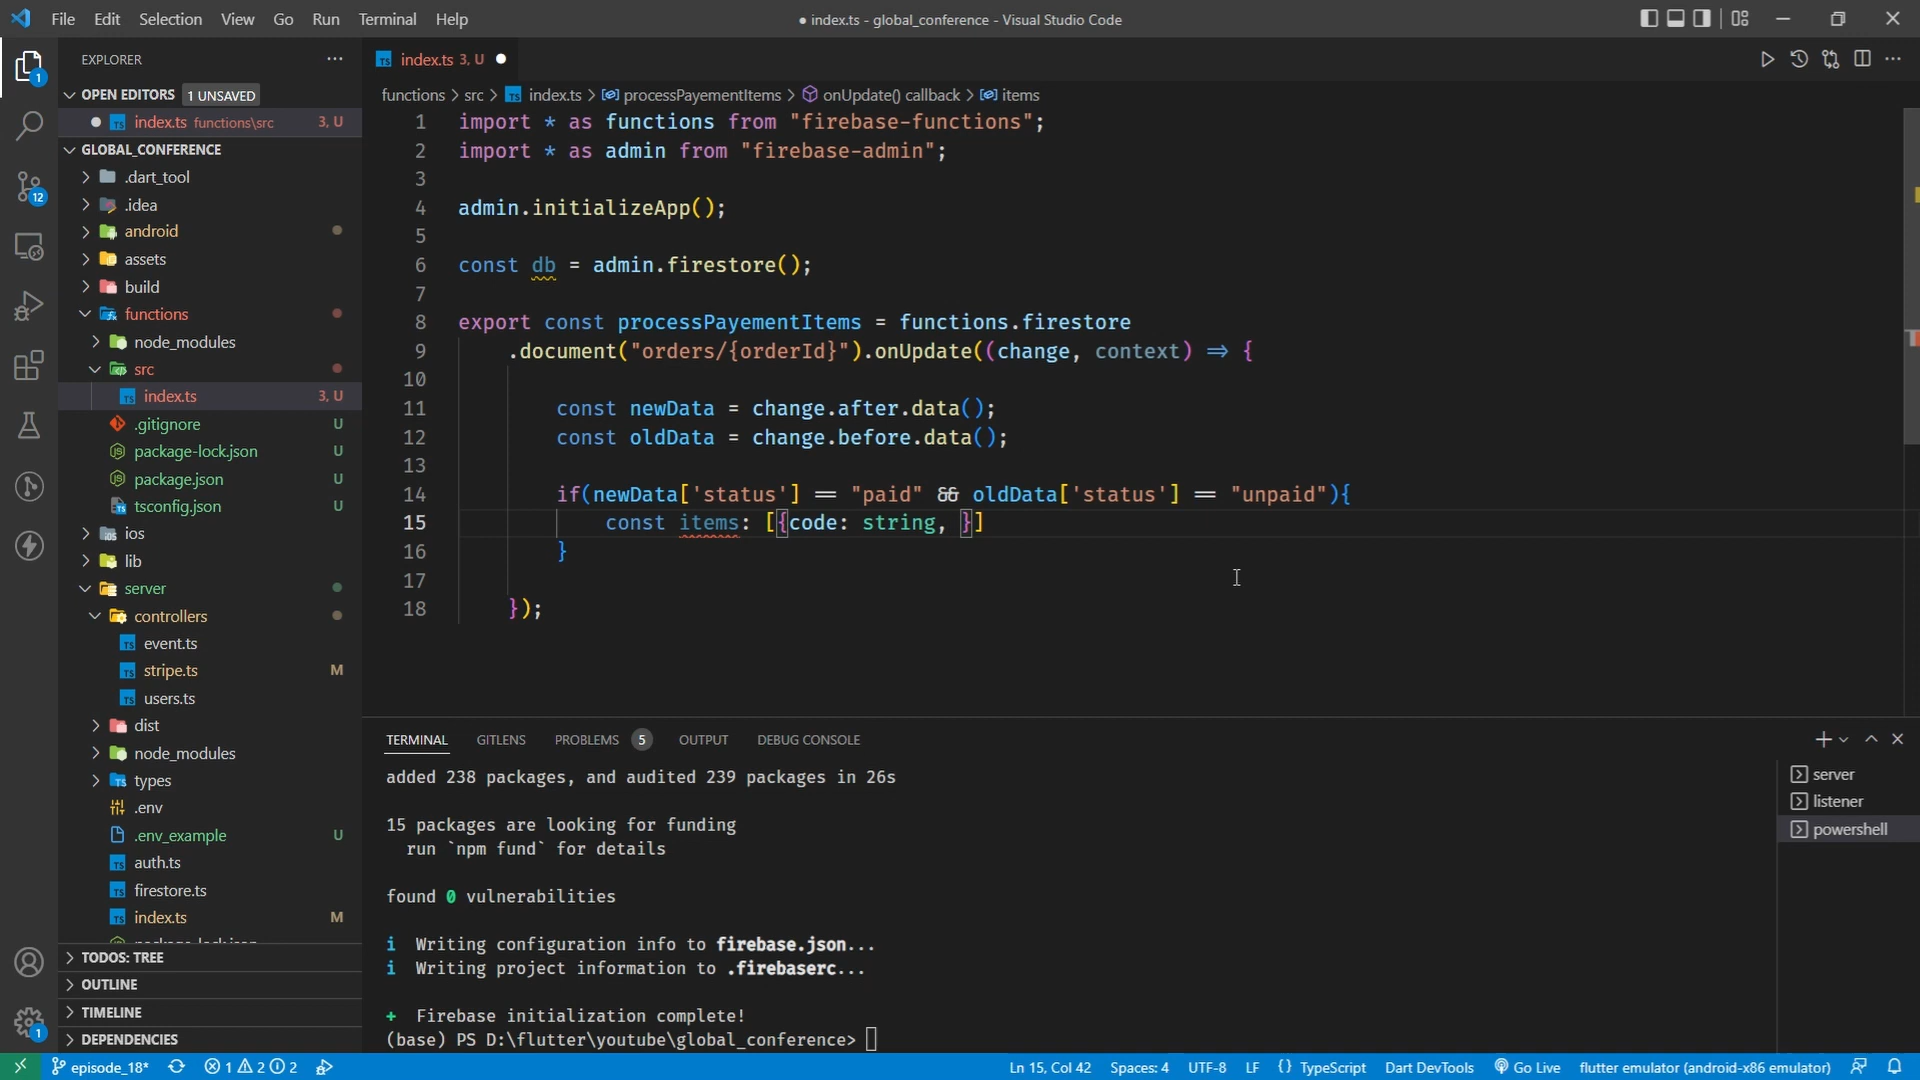 File Edit Selection View Go Run Terminal Help
● index.ts - global_conference - Visual Studio Code
EXPLORER
OPEN EDITORS 1 UNSAVED
index.ts functions\src 3, U
GLOBAL_CONFERENCE
.dart_tool
.idea
android
assets
build
functions
node_modules
src
index.ts 3, U
.gitignore U
package-lock.json U
package.json U
tsconfig.json U
ios
lib
server
controllers
event.ts
stripe.ts M
users.ts
dist
node_modules
types
.env
.env_example U
auth.ts
firestore.ts
index.ts M
TODOS: TREE
OUTLINE
TIMELINE
DEPENDENCIES
1
12
1
index.ts 3, U
functions > src > index.ts > processPayementItems > onUpdate() callback > items
1 import * as functions from "firebase-functions";
2 import * as admin from "firebase-admin";
3
4 admin.initializeApp();
5
6 const db = admin.firestore();
7
8 export const processPayementItems = functions.firestore
9 .document("orders/{orderId}").onUpdate((change, context) => {
10
11 const newData = change.after.data();
12 const oldData = change.before.data();
13
14 if(newData['status'] == "paid" && oldData['status'] == "unpaid"){
15 const items: [{code: string, }]
16 }
17
18 });
TERMINAL GITLENS PROBLEMS 5 OUTPUT DEBUG CONSOLE
added 238 packages, and audited 239 packages in 26s
15 packages are looking for funding
run `npm fund` for details
found 0 vulnerabilities
i Writing configuration info to firebase.json...
i Writing project information to .firebaserc...
+ Firebase initialization complete!
(base) PS D:\flutter\youtube\global_conference>
server
listener
powershell
episode_18* 1 2 2
Ln 15, Col 42 Spaces: 4 UTF-8 LF {} TypeScript Dart DevTools Go Live flutter emulator (android-x86 emulator)